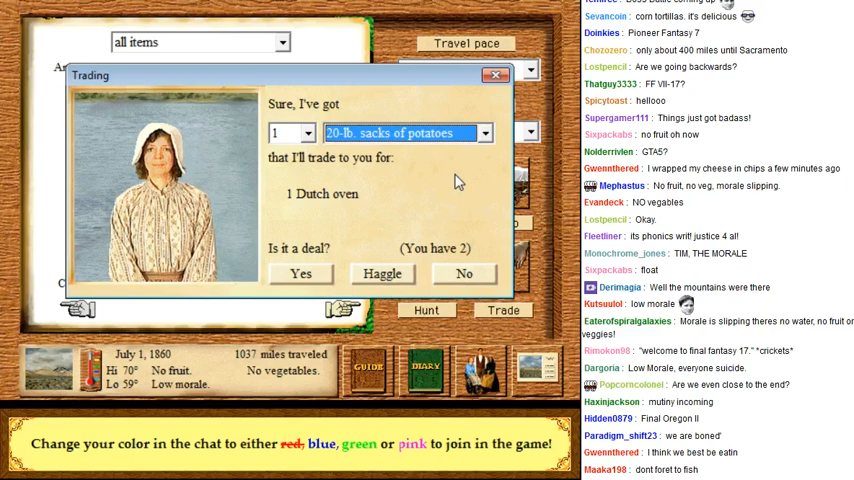 all items
Travel pace
Ar
Trading
Sure, I've got
1
20-lb. sacks of potatoes
that I'll trade to you for:
1 Dutch oven
Is it a deal?
(You have 2)
Yes
Haggle
No
C
Hunt
Trade
July 1, 1860
1037 miles traveled
Hi 70°
No fruit.
No vegetables.
Lo 59°
Low morale.
GUIDE
DIARY
Change your color in the chat to either red, blue, green or pink to join in the game!
Sevancoin : corn tortillas. it's delicious
Doinkies : Pioneer Fantasy 7
Chozozero : only about 400 miles until Sacramento
Lostpencil : Are we going backwards?
Thatguy3333 : FF VII-17?
Spicytoast : hellooo
Supergamer111 : Things just got badass!
Sixpackabs : no fruit oh now
Nolderrivlen : GTA5?
Gwennthered : I wrapped my cheese in chips a few minutes ago
Mephastus : No fruit, no veg, morale slipping.
Evandeck : NO vegables
Lostpencil : Okay.
Fleetliner : its phonics writ! justice 4 al!
Monochrome_jones : TIM, THE MORALE
Sixpackabs : float
Derimagia : Well the mountains were there
Kutsuulol : low morale
Eaterofspiralgalaxies : Morale is slipping theres no water, no fruit or
veggies!
Rimokon98 : "welcome to final fantasy 17." *crickets*
Dargoria : Low Morale, everyone suicide.
Popcorncolonel : Are we even close to the end?
Haxinjackson : mutiny incoming
Hidden0879 : Final Oregon II
Paradigm_shift23 : we are boned'
Gwennthered : I think we best be eatin
Maaka198 : dont foret to fish